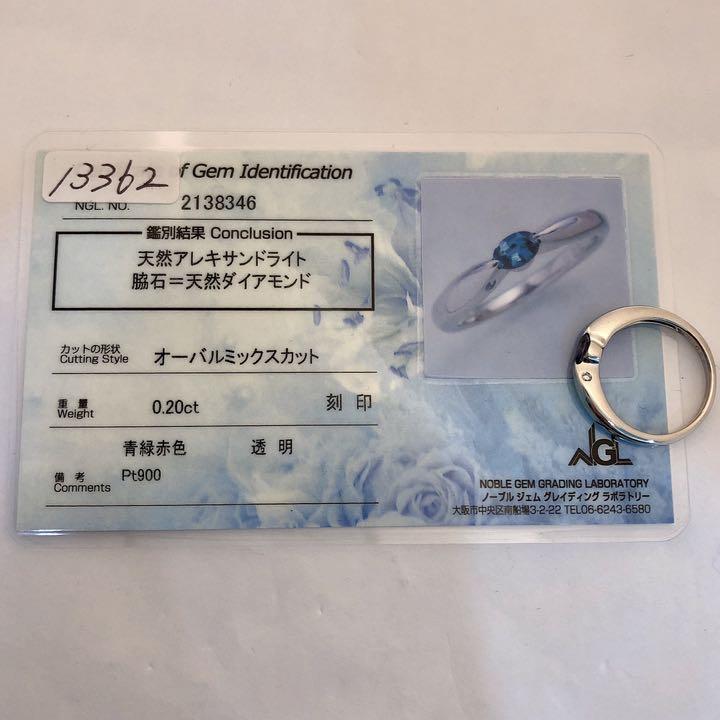 13362
of Gem Identification
NGL. NO. 2138346
鑑別結果 Conclusion
天然アレキサンドライト
脇石＝天然ダイアモンド
カットの形状
Cutting Style オーバルミックスカット
重量
Weight 0.20ct 刻印
青緑赤色 透明
備考
Comments Pt900
NGL
NOBLE GEM GRADING LABORATORY
ノーブル ジェム グレイディング ラボラトリー
大阪市中央区南船場3-2-22 TEL06-6243-6580